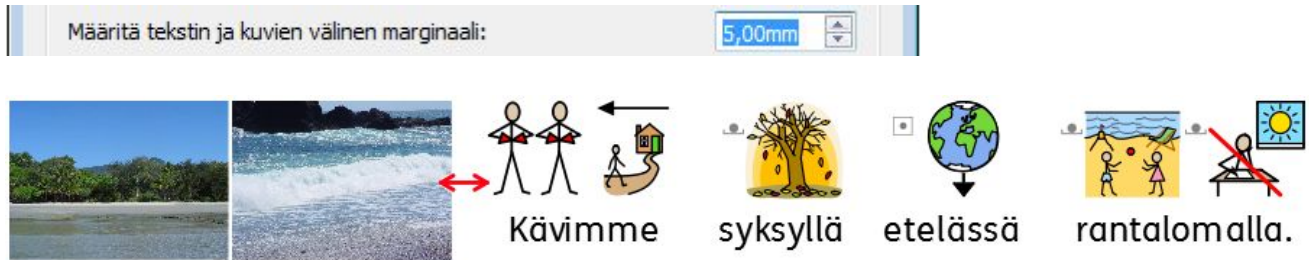 Määritä tekstin ja kuvien välinen marginaali: 5,00mm
Kävimme syksyllä etelässä rantalomalla.